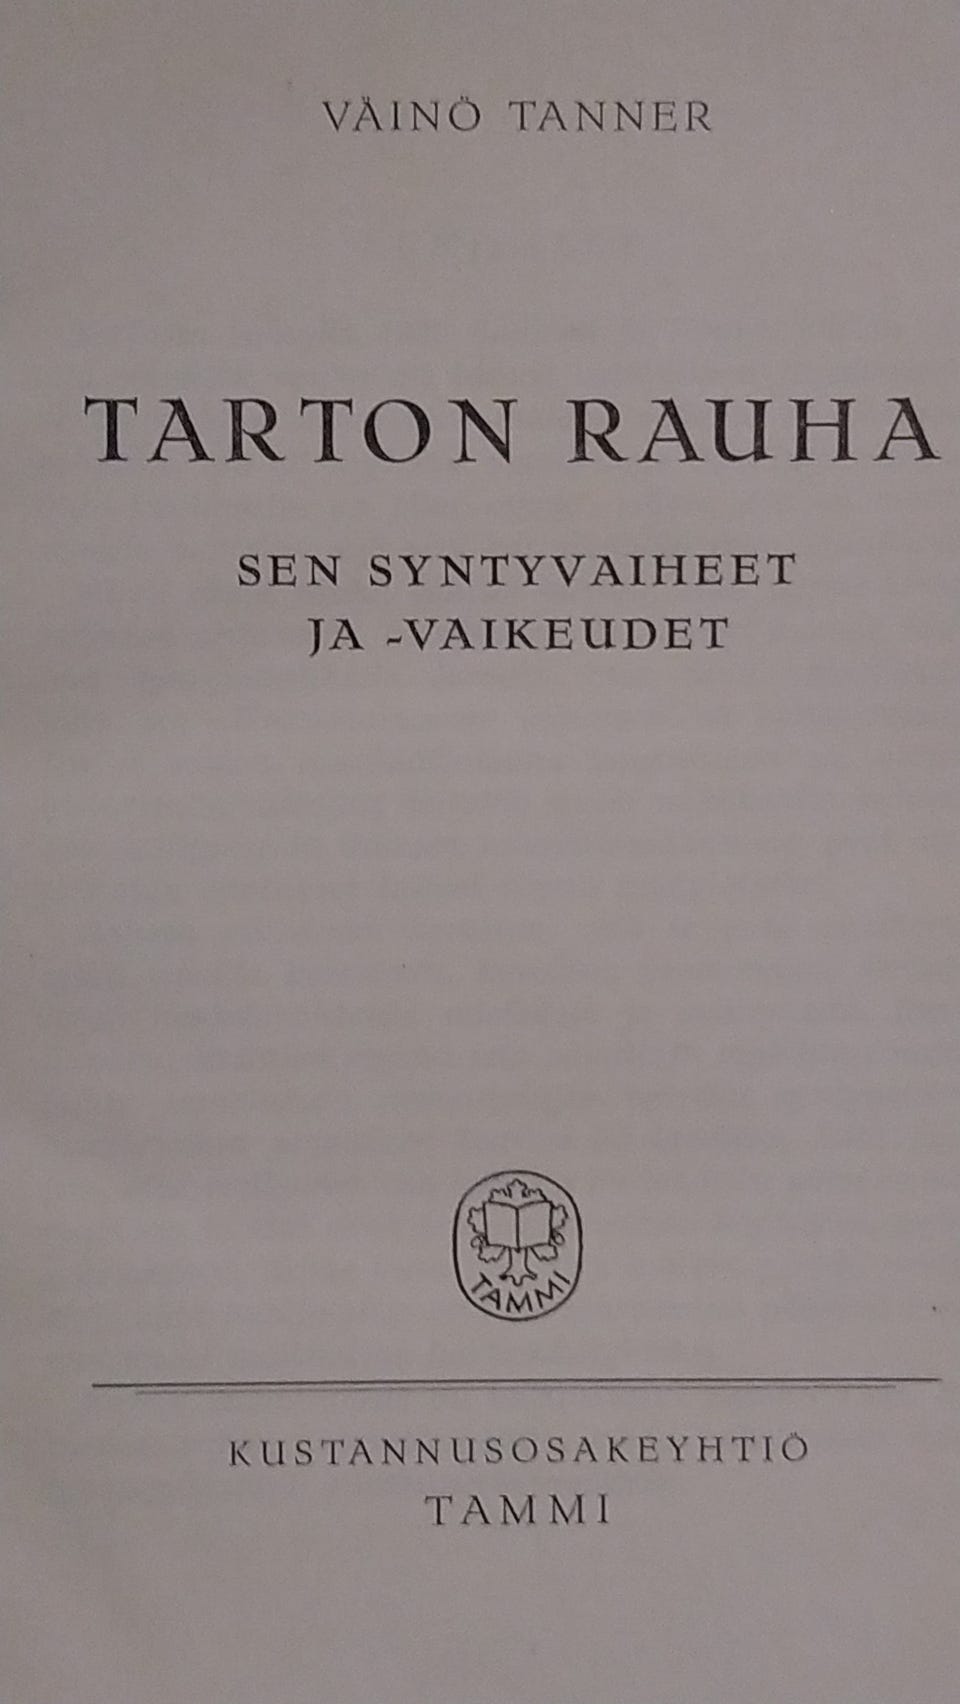 VÄINÖ TANNER
TARTON RAUHA
SEN SYNTYVAIHEET
JA -VAIKEUDET
TAMMI
KUSTANNUSOSAKEYHTIÖ
TAMMI